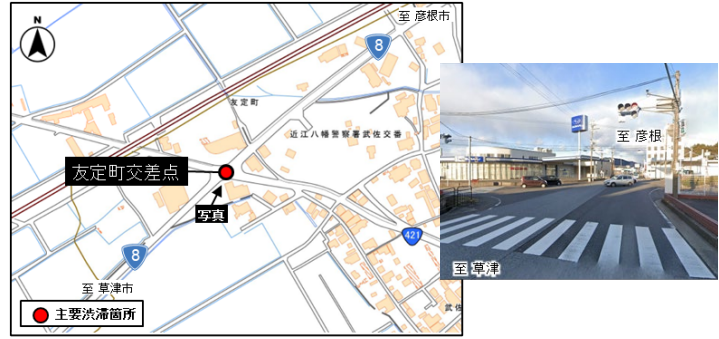 N
至 彦根市
8
友定町
近江八幡警察署武佐交番
友定町交差点
写真
421
8
至 草津市
武佐
主要渋滞箇所
至 彦根
至 草津